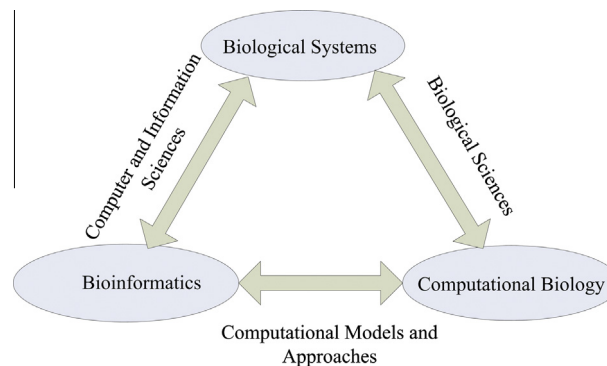 Biological Systems
Computer and Information
Sciences
Biological Sciences
Bioinformatics
Computational Biology
Computational Models and
Approaches